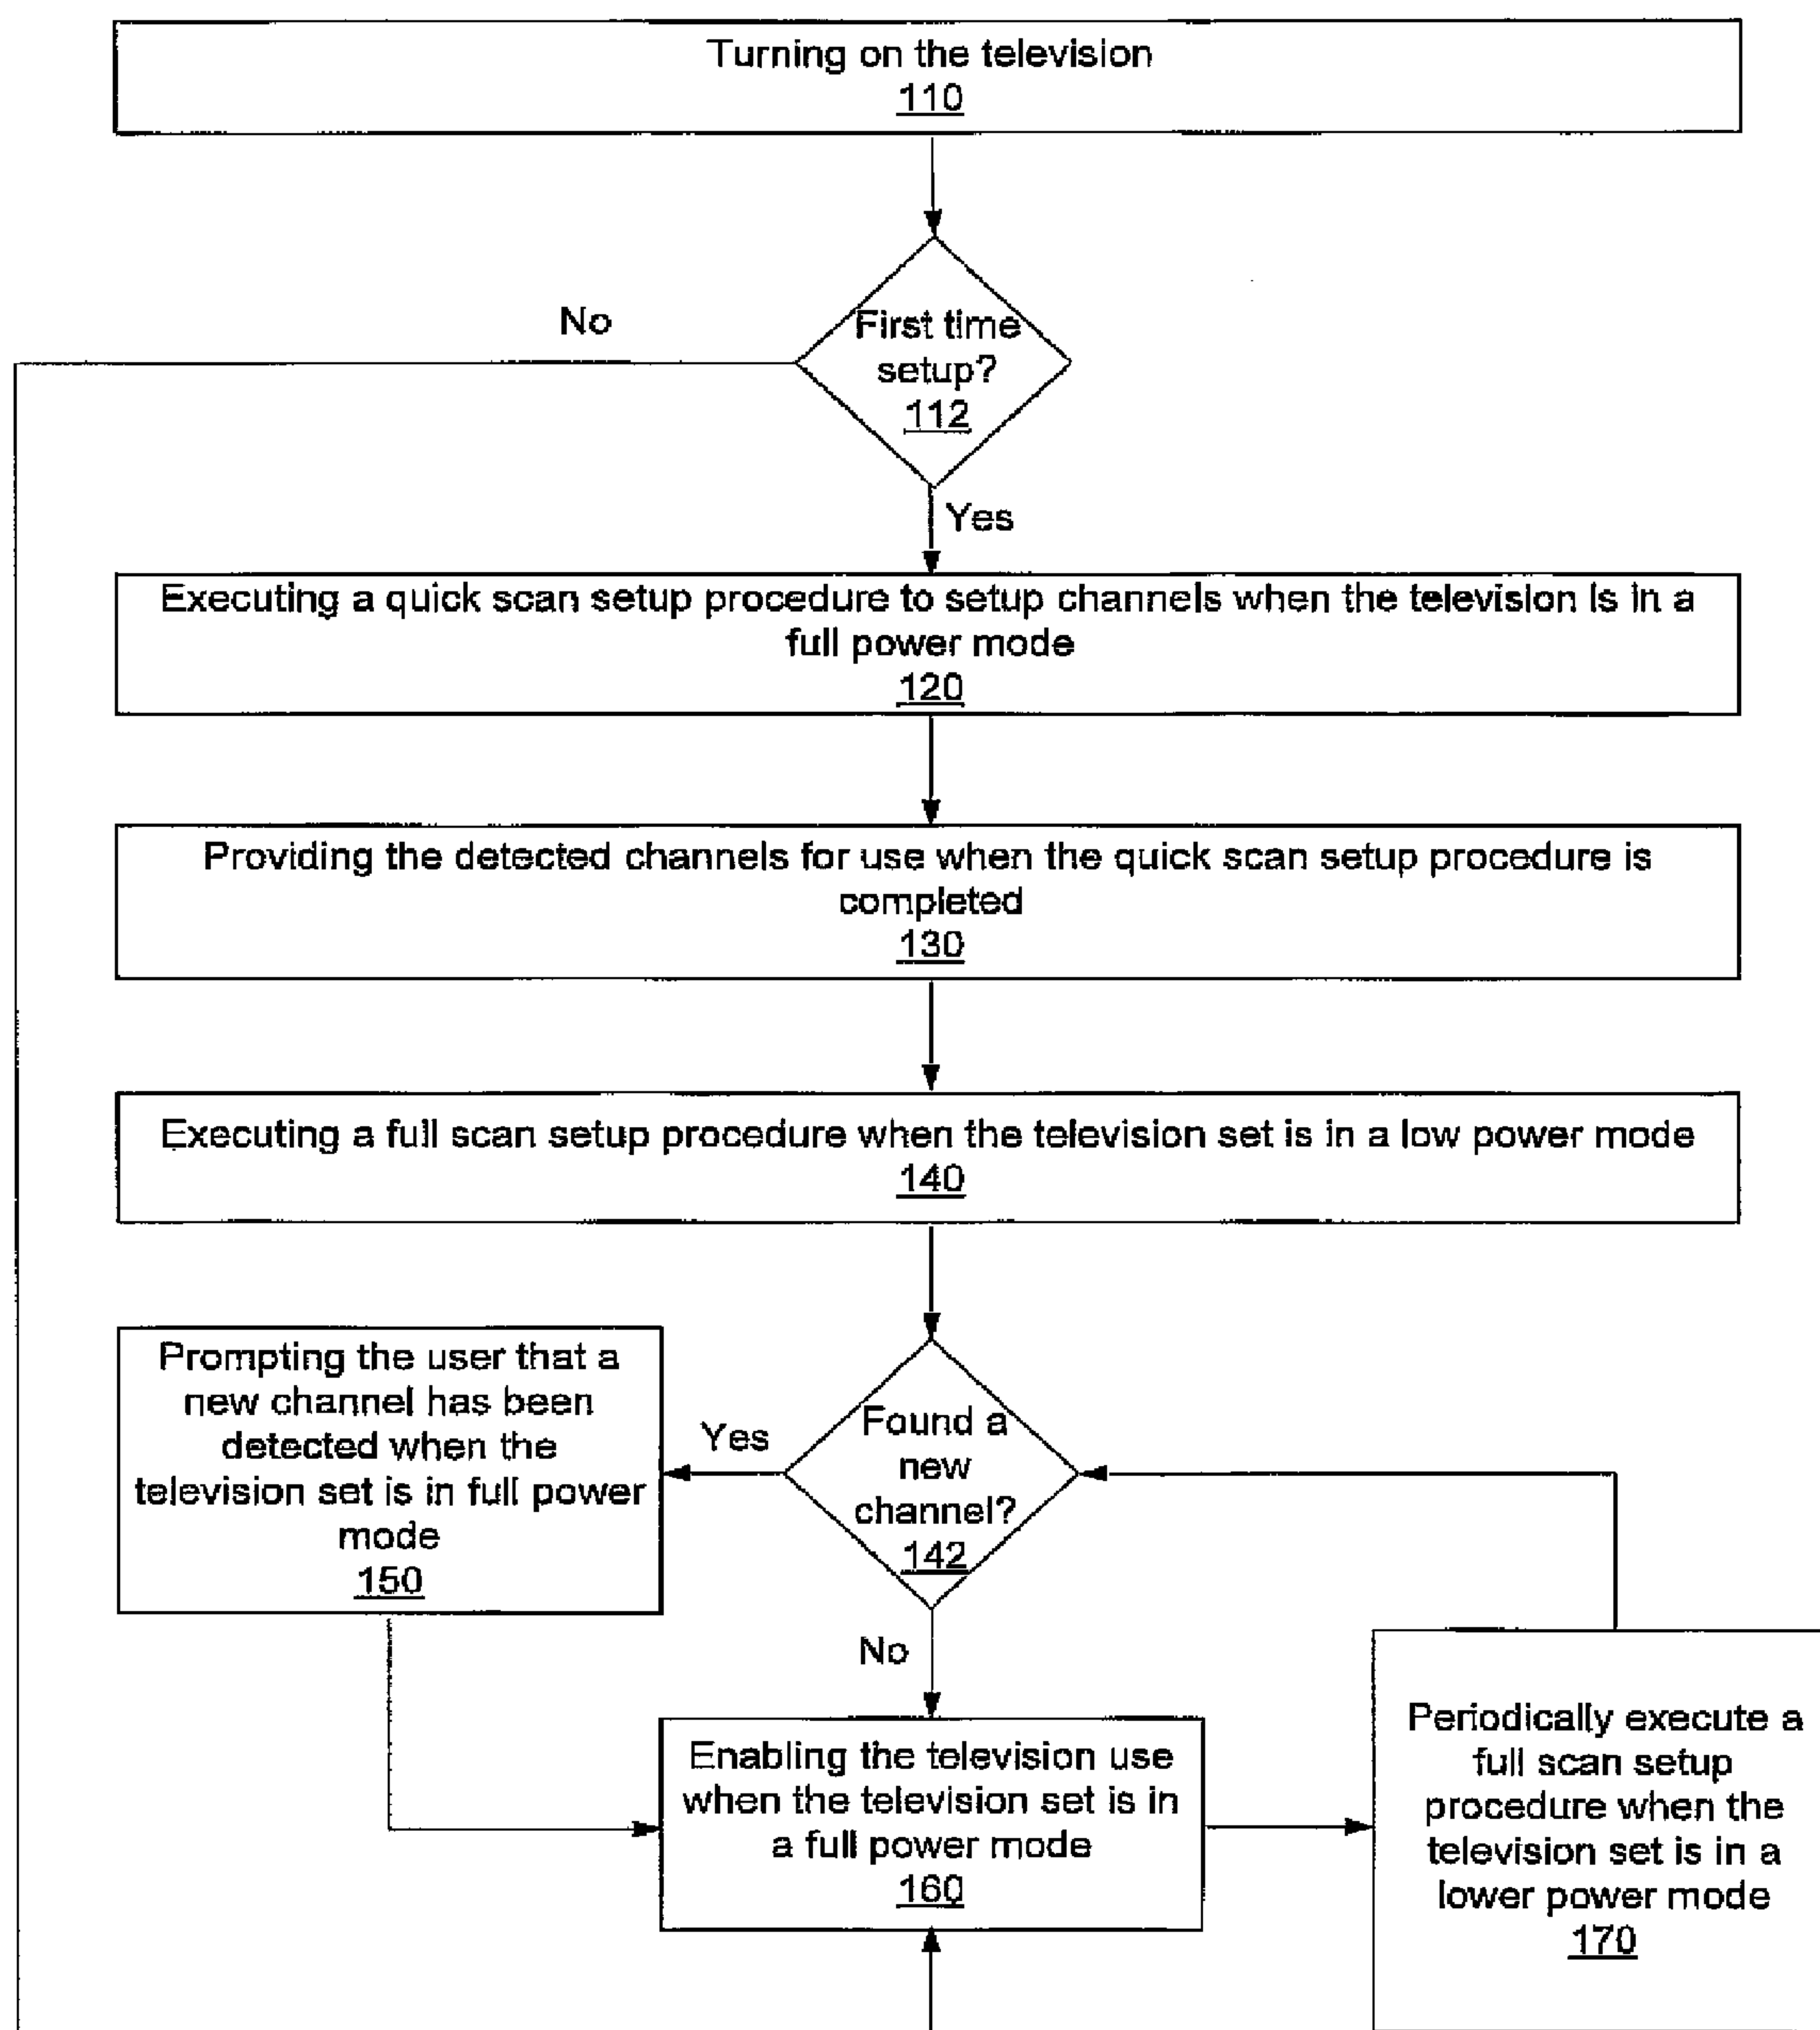 Turning on the television
110
No
First time
setup?
112
Yes
Executing a quick scan setup procedure to setup channels when the television is in a
full power mode
120
Providing the detected channels for use when the quick scan setup procedure is
completed
130
Executing a full scan setup procedure when the television set is in a low power mode
140
Prompting the user that a
new channel has been
detected when the
television set is in full power
mode
150
Yes
Found a
new
channel?
142
No
Enabling the television use
when the television set is in
a full power mode
160
Periodically execute a
full scan setup
procedure when the
television set is in a
lower power mode
170